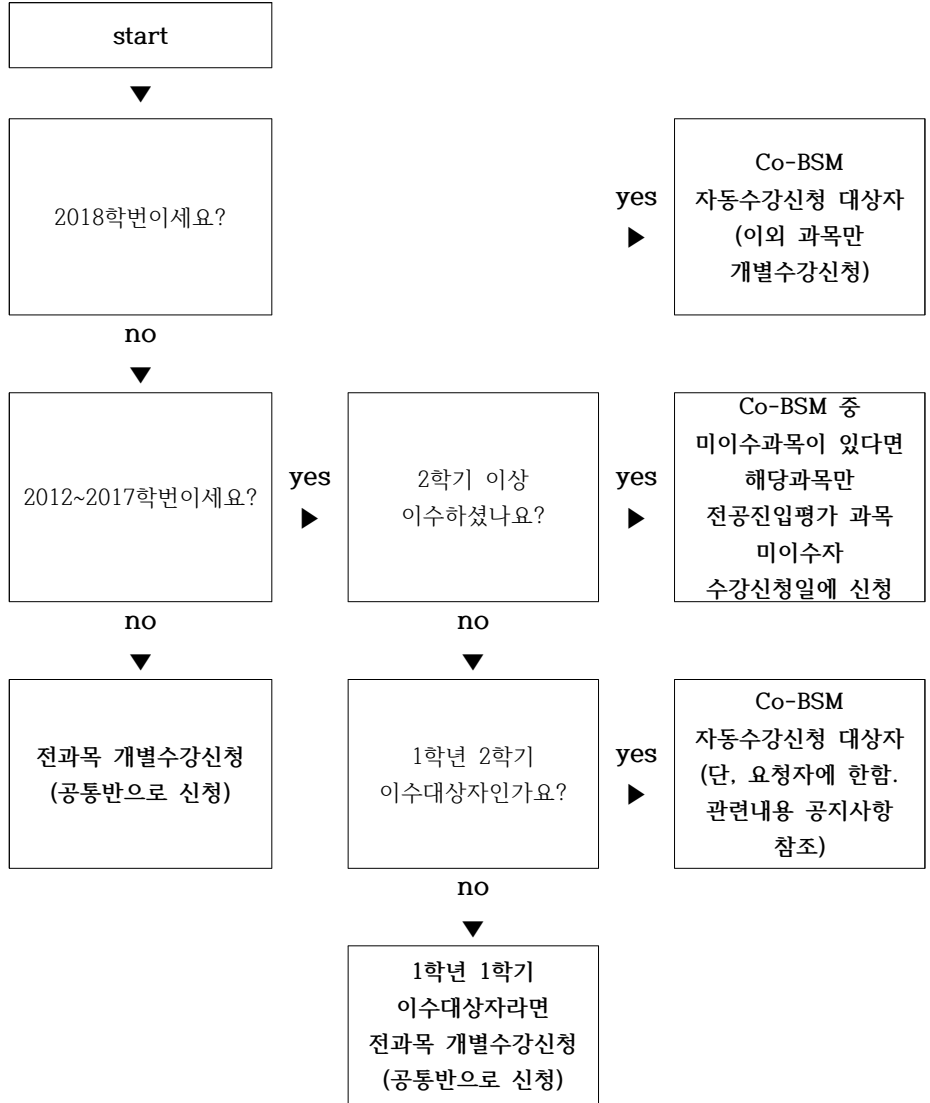 start
▼
2018학번이세요?
yes
▶
Co-BSM
자동수강신청 대상자
(이외 과목만
개별수강신청)
no
▼
2012~2017학번이세요?
yes
▶
2학기 이상
이수하셨나요?
yes
▶
Co-BSM 중
미이수과목이 있다면
해당과목만
전공진입평가 과목
미이수자
수강신청일에 신청
no
▼
no
▼
전과목 개별수강신청
(공통반으로 신청)
1학년 2학기
이수대상자인가요?
yes
▶
Co-BSM
자동수강신청 대상자
(단, 요청자에 한함.
관련내용 공지사항
참조)
no
▼
1학년 1학기
이수대상자라면
전과목 개별수강신청
(공통반으로 신청)